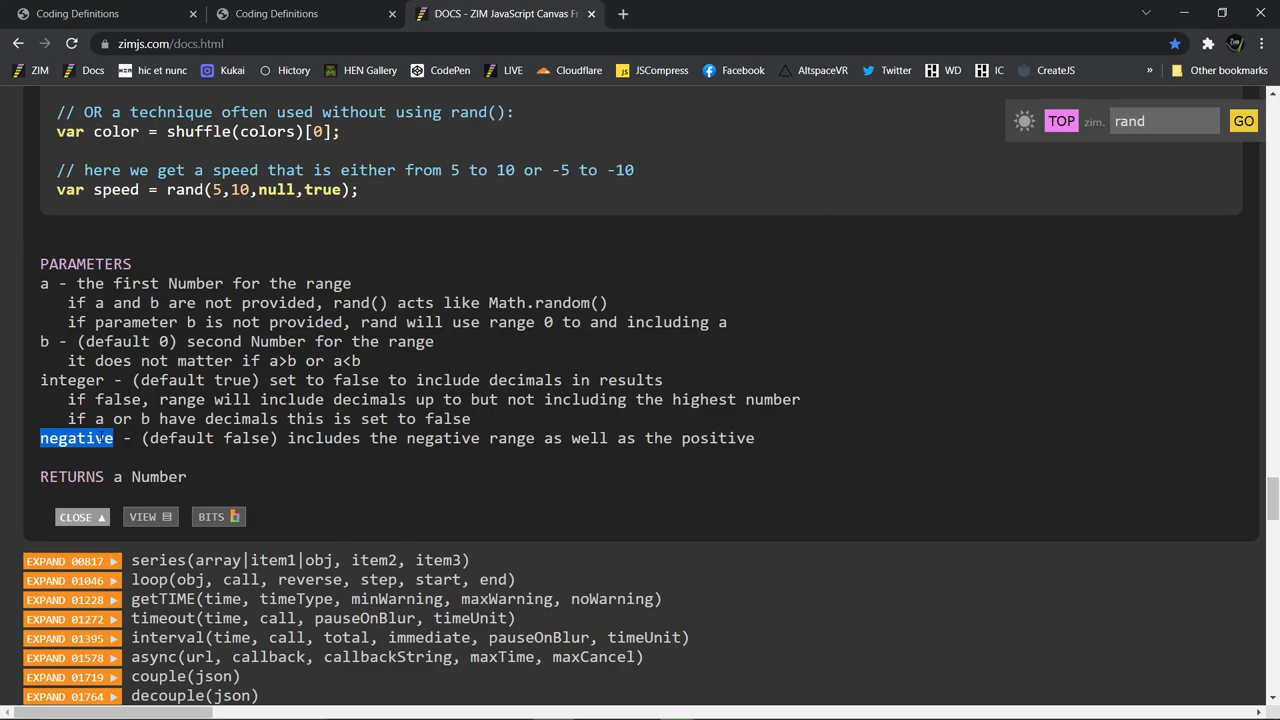 Coding Definitions
Coding Definitions
DOCS - ZIM JavaScript Canvas Fr
zimjs.com/docs.html
ZIM
Docs
hic et nunc
Kukai
Hictory
HEN Gallery
CodePen
LIVE
Cloudflare
JSCompress
Facebook
AltspaceVR
Twitter
WD
IC
CreateJS
»
Other bookmarks
TOP zim. rand GO
// OR a technique often used without using rand():
var color = shuffle(colors)[0];
// here we get a speed that is either from 5 to 10 or -5 to -10
var speed = rand(5,10,null,true);
PARAMETERS
a - the first Number for the range
if a and b are not provided, rand() acts like Math.random()
if parameter b is not provided, rand will use range 0 to and including a
b - (default 0) second Number for the range
it does not matter if a>b or a<b
integer - (default true) set to false to include decimals in results
if false, range will include decimals up to but not including the highest number
if a or b have decimals this is set to false
negative - (default false) includes the negative range as well as the positive
RETURNS a Number
CLOSE ▲ VIEW BITS
EXPAND 00817 ▶ series(array|item1|obj, item2, item3)
EXPAND 01046 ▶ loop(obj, call, reverse, step, start, end)
EXPAND 01228 ▶ getTIME(time, timeType, minWarning, maxWarning, noWarning)
EXPAND 01272 ▶ timeout(time, call, pauseOnBlur, timeUnit)
EXPAND 01395 ▶ interval(time, call, total, immediate, pauseOnBlur, timeUnit)
EXPAND 01578 ▶ async(url, callback, callbackString, maxTime, maxCancel)
EXPAND 01719 ▶ couple(json)
EXPAND 01764 ▶ decouple(json)